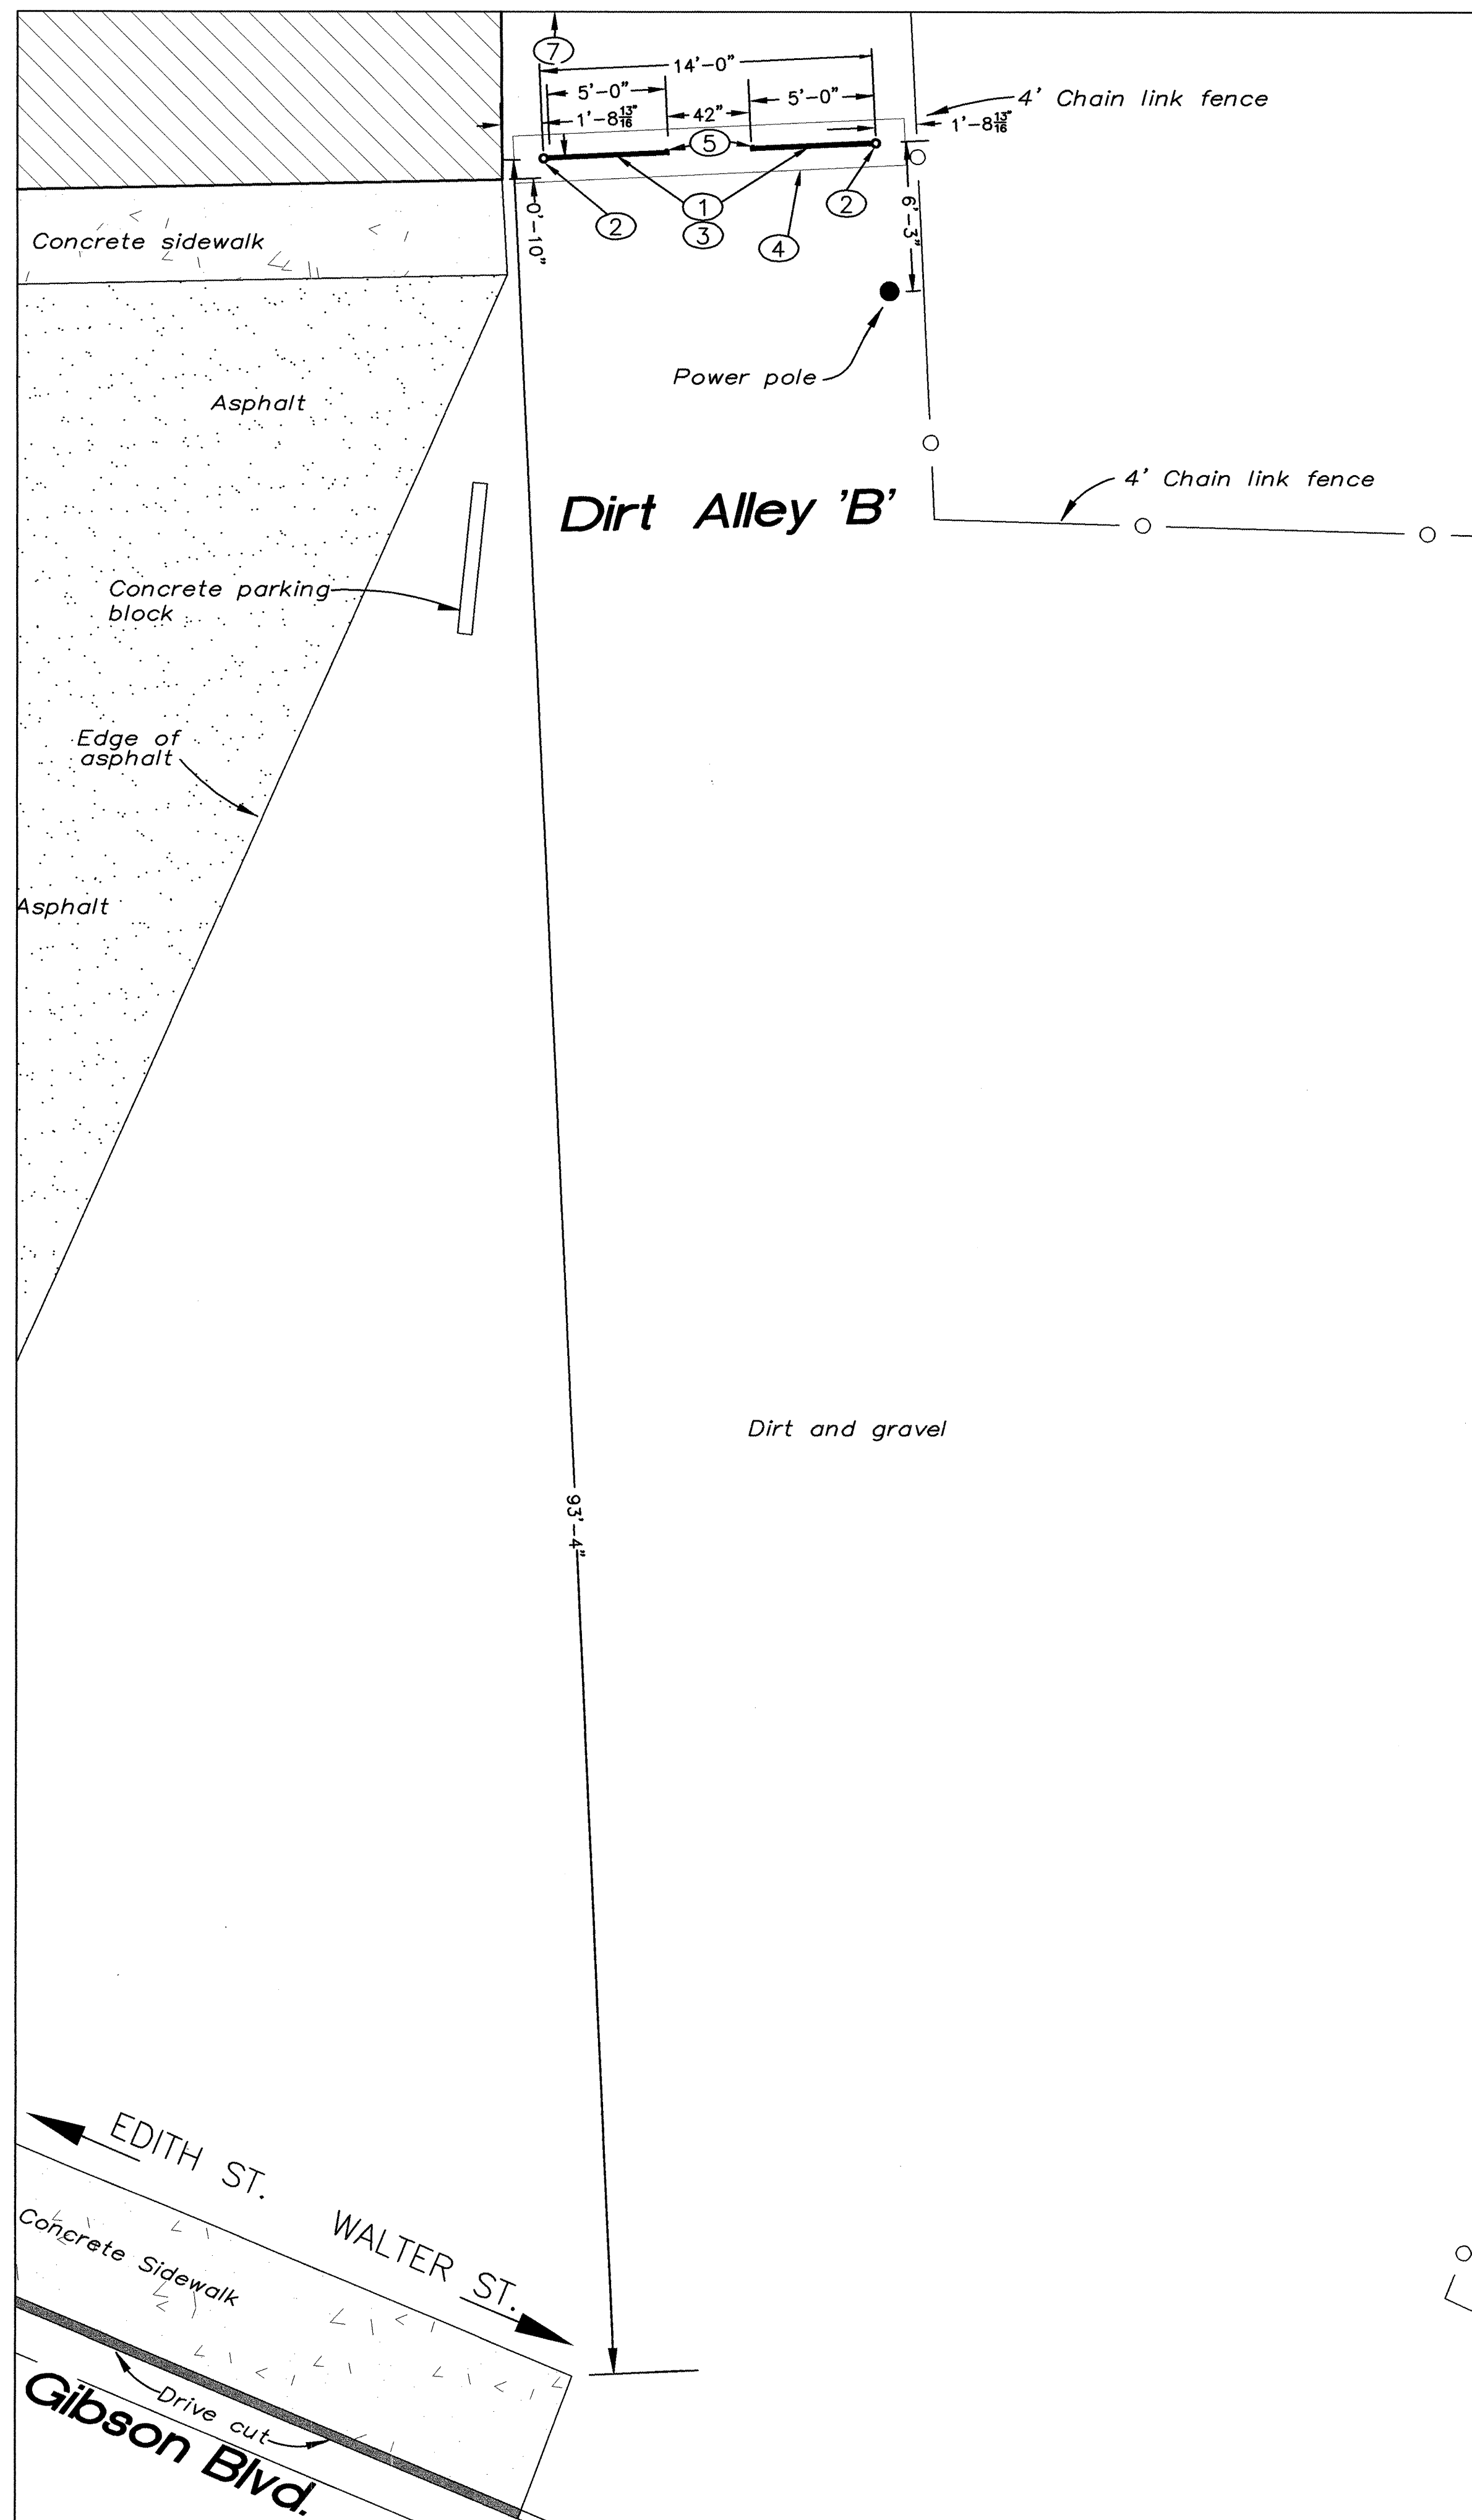 7
14'-0"
5'-0"
5'-0"
1'-8 13/16"
42"
1'-8 13/16"
4' Chain link fence
5
2
1
3
4
2
0'-10"
6'-3"
Concrete sidewalk
Power pole
Asphalt
4' Chain link fence
Dirt Alley 'B'
Concrete parking
block
Edge of
asphalt
Asphalt
Dirt and gravel
93'-4"
EDITH ST.
WALTER ST.
Concrete Sidewalk
Drive cut
Gibson Blvd.